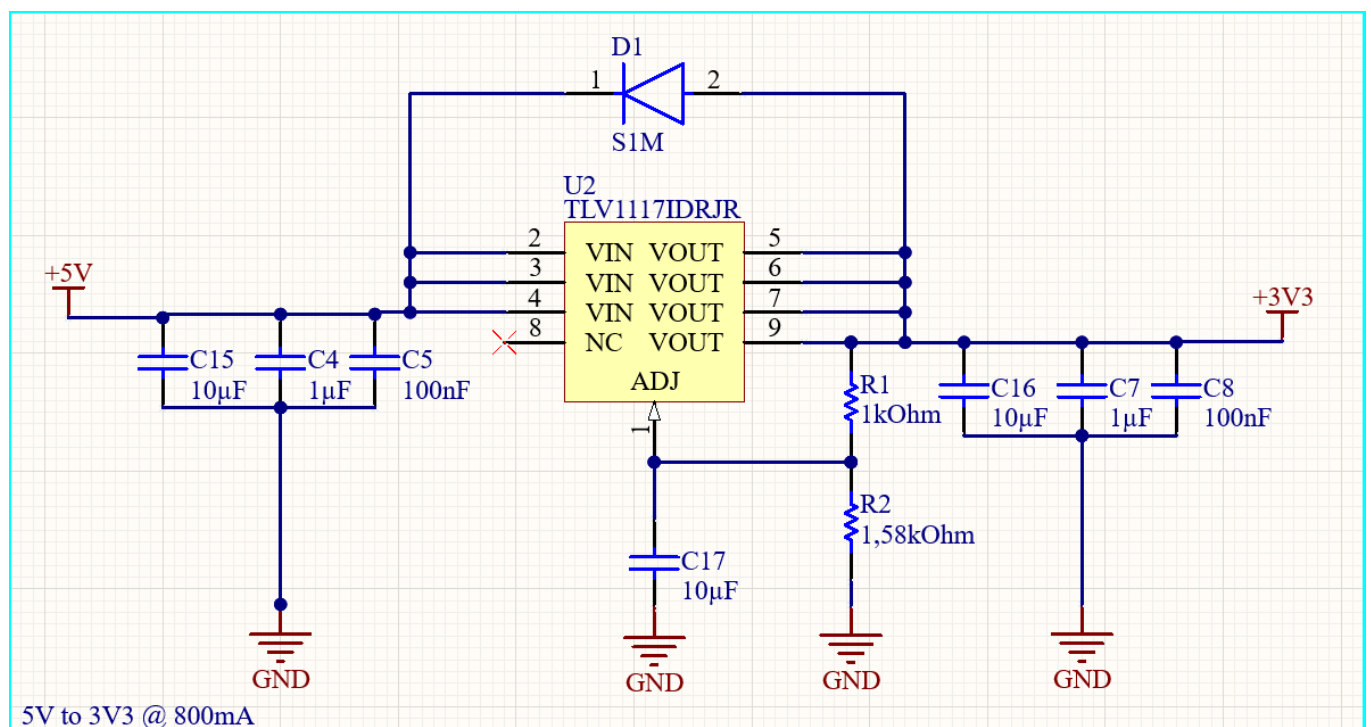 D1
1 2
S1M
U2
TLV1117IDRJR
2 VIN VOUT 5
3 VIN VOUT 6
4 VIN VOUT 7
8 NC VOUT 9
ADJ
1
+5V
+3V3
C15
10µF
C4
1µF
C5
100nF
R1
1kOhm
C16
10µF
C7
1µF
C8
100nF
R2
1,58kOhm
C17
10µF
GND
GND
GND
GND
5V to 3V3 @ 800mA